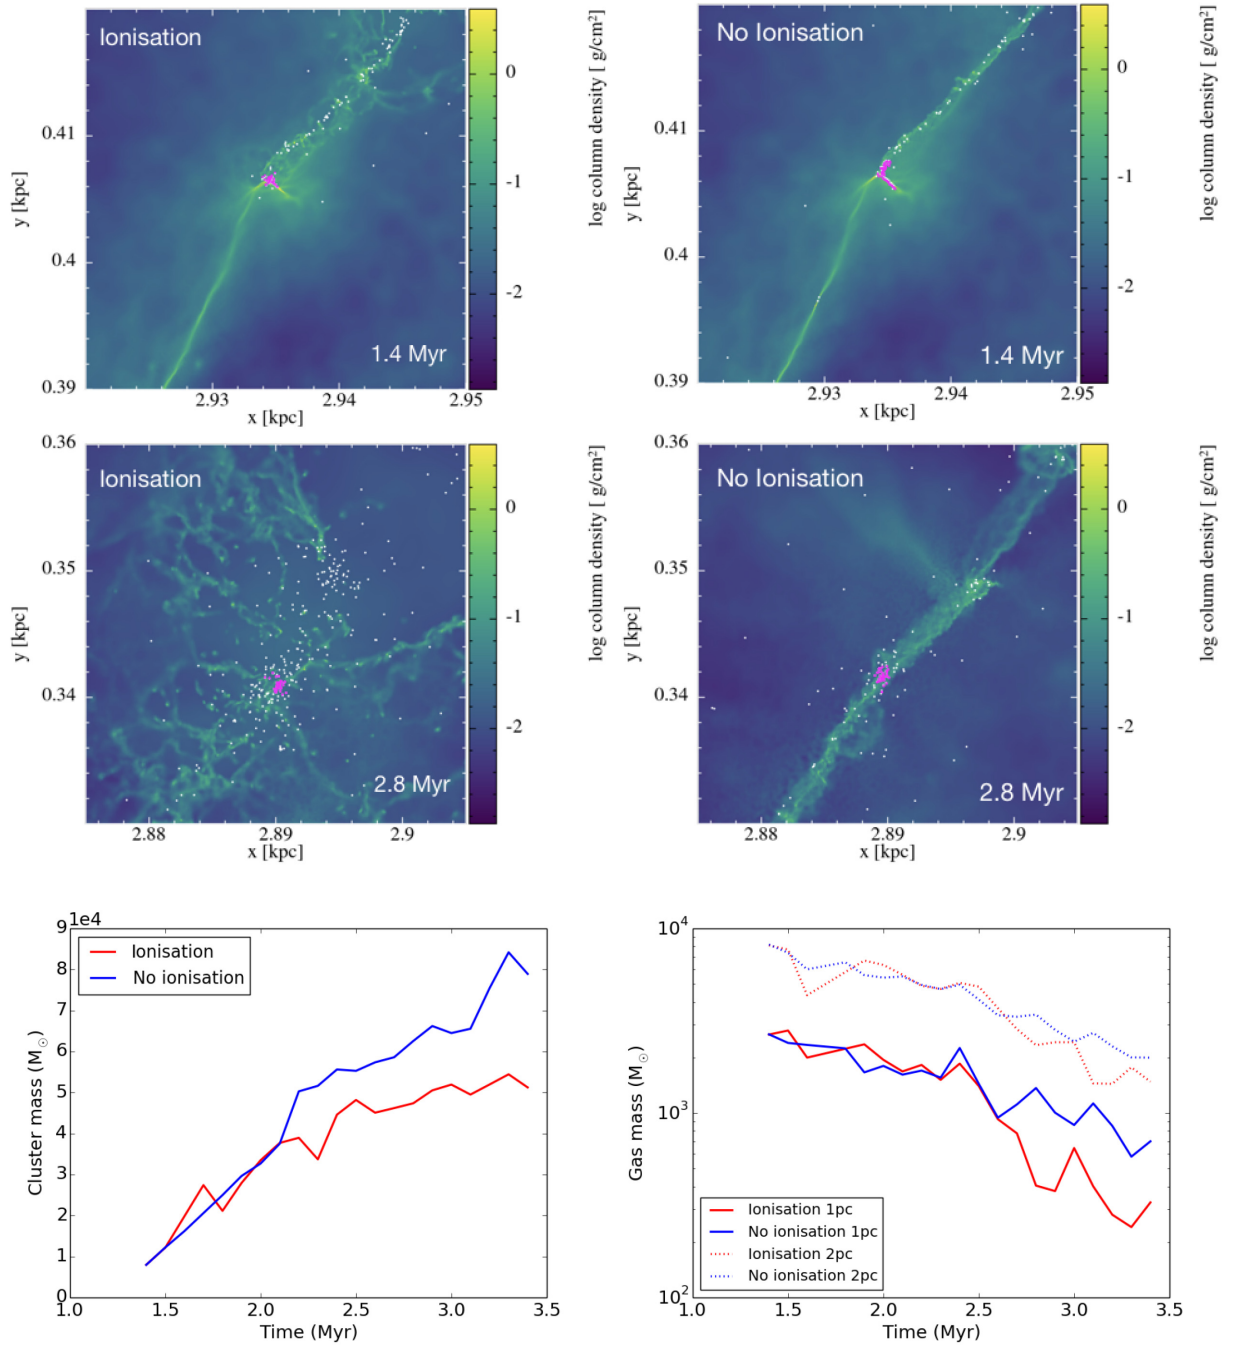 Ionisation
1.4 Myr
y [kpc]
0.41
0.4
0.39
2.93
2.94
2.95
x [kpc]
0
-1
-2
log column density [ g/cm²]
No Ionisation
1.4 Myr
y [kpc]
0.41
0.4
0.39
2.93
2.94
2.95
x [kpc]
0
-1
-2
log column density [ g/cm²]
Ionisation
2.8 Myr
y [kpc]
0.36
0.35
0.34
2.88
2.89
2.9
x [kpc]
0
-1
-2
log column density [ g/cm²]
No Ionisation
2.8 Myr
y [kpc]
0.36
0.35
0.34
2.88
2.89
2.9
x [kpc]
0
-1
-2
log column density [ g/cm²]
1e4
9
8
7
6
5
4
3
2
1
0
Cluster mass (M☉)
Ionisation
No ionisation
1.0
1.5
2.0
2.5
3.0
3.5
Time (Myr)
10⁴
10³
10²
Gas mass (M☉)
Ionisation 1pc
No ionisation 1pc
Ionisation 2pc
No ionisation 2pc
1.0
1.5
2.0
2.5
3.0
3.5
Time (Myr)